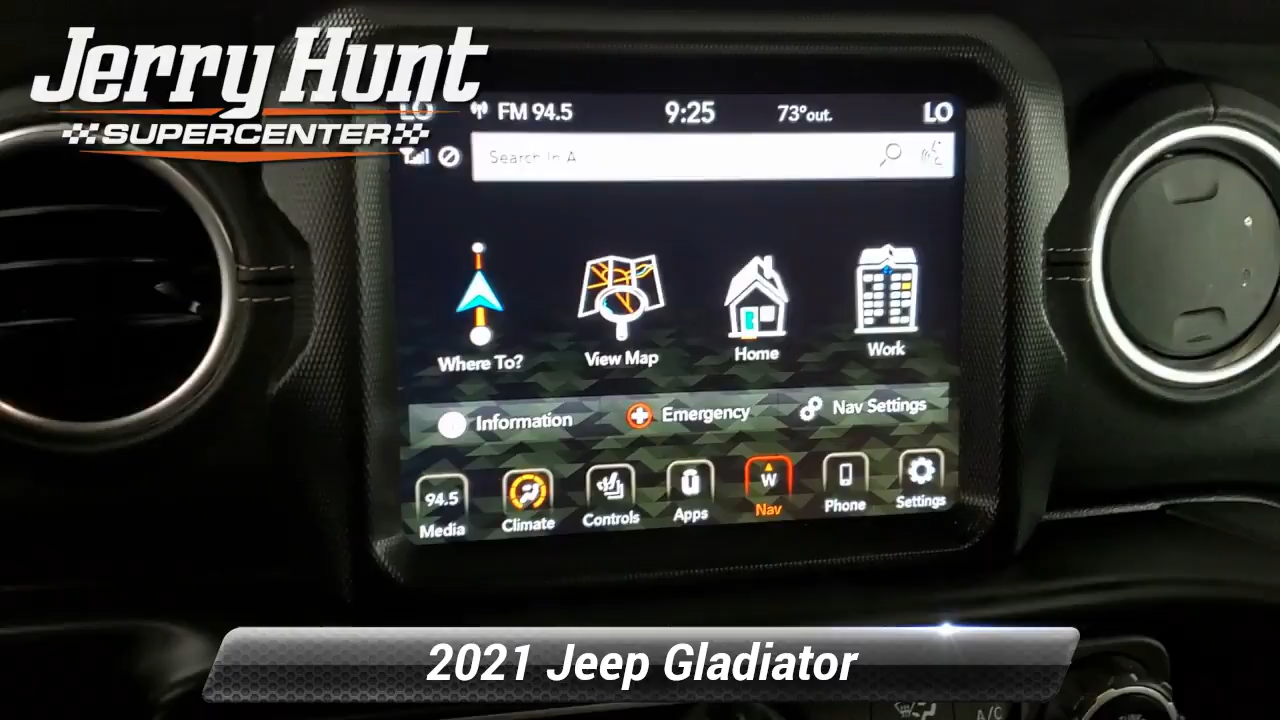 Jerry Hunt
SUPERCENTER
LO FM 94.5 9:25 73°out. LO
Search in A
Where To? View Map Home Work
Information Emergency Nav Settings
94.5 W
Media Climate Controls Apps Nav Phone Settings
2021 Jeep Gladiator
A/C